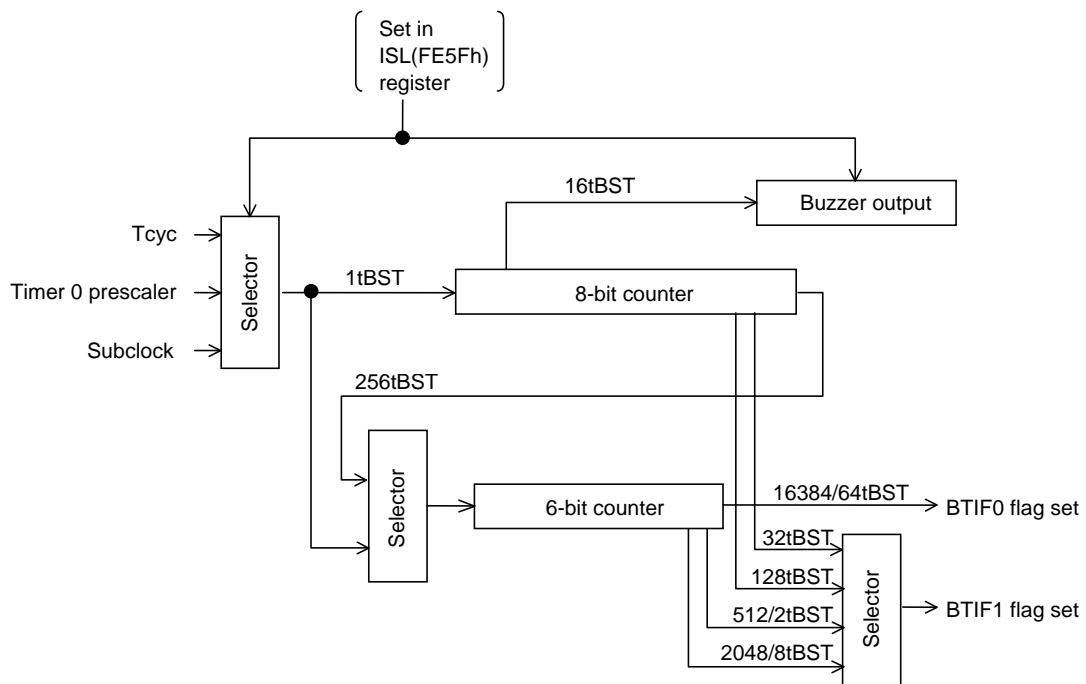 Set in
ISL(FE5Fh)
register
16tBST
Buzzer output
Tcyc
Timer 0 prescaler
Subclock
Selector
1tBST
8-bit counter
256tBST
Selector
6-bit counter
16384/64tBST
BTIF0 flag set
32tBST
128tBST
512/2tBST
2048/8tBST
Selector
BTIF1 flag set